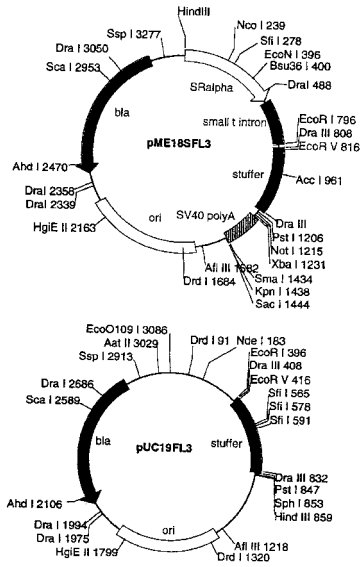 HindIII
Nco I 239
Sfi I 278
EcoN I 396
Bsu36 I 400
DraI 488
Ssp I 3277
Dra I 3050
Sca I 2953
SRalpha
small t intron
bla
pME18SFL3
EcoR I 796
Dra III 808
EcoR V 816
stuffer
Acc I 961
Ahd I 2470
DraI 2358
DraI 2339
HgiE II 2163
ori
SV40 polyA
Dra III
Pst I 1206
Not I 1215
Xba I 1231
Afl III 1682
Drd I 1684
Sma I 1434
Kpn I 1438
Sac I 1444
EcoO109 I 3086
Aat II 3029
Ssp I 2913
Drd I 91
Nde I 183
EcoR I 396
Dra III 408
EcoR V 416
Sfi I 565
Sfi I 578
Sfi I 591
Dra I 2686
Sca I 2589
bla
pUC19FL3
stuffer
Dra III 832
Pst I 847
Sph I 853
Hind III 859
Ahd I 2106
Dra I 1994
Dra I 1975
HgiE II 1799
ori
Afl III 1218
Drd I 1320